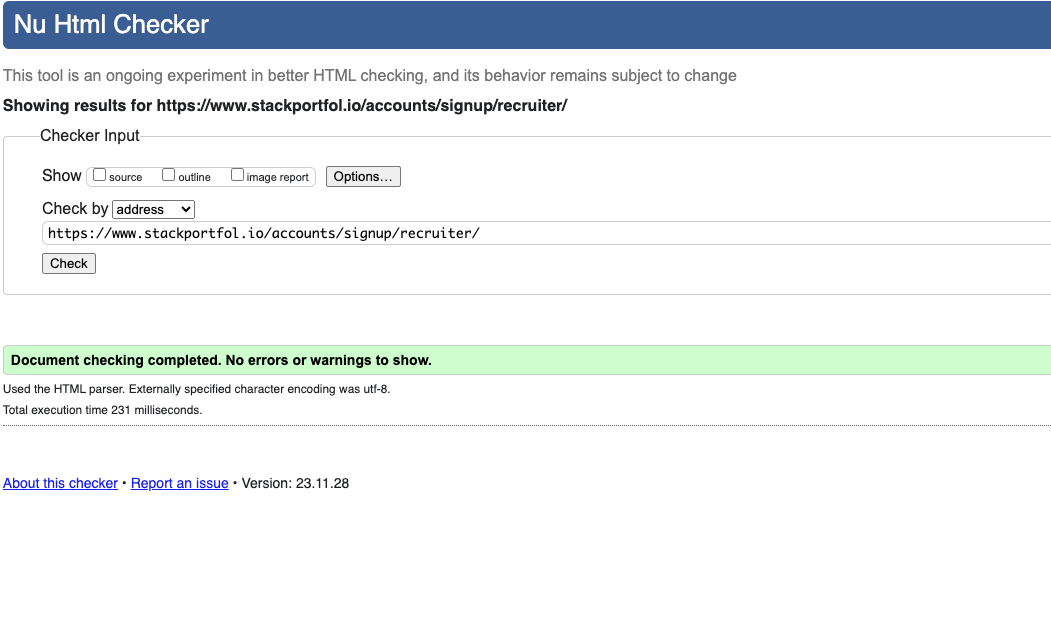 Nu Html Checker
This tool is an ongoing experiment in better HTML checking, and its behavior remains subject to change
Showing results for https://www.stackportfol.io/accounts/signup/recruiter/
Checker Input
Show source outline image report Options...
Check by address
https://www.stackportfol.io/accounts/signup/recruiter/
Check
Document checking completed. No errors or warnings to show.
Used the HTML parser. Externally specified character encoding was utf-8.
Total execution time 231 milliseconds.
About this checker • Report an issue • Version: 23.11.28